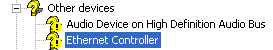 Other devices
Audio Device on High Definition Audio Bus
Ethernet Controller